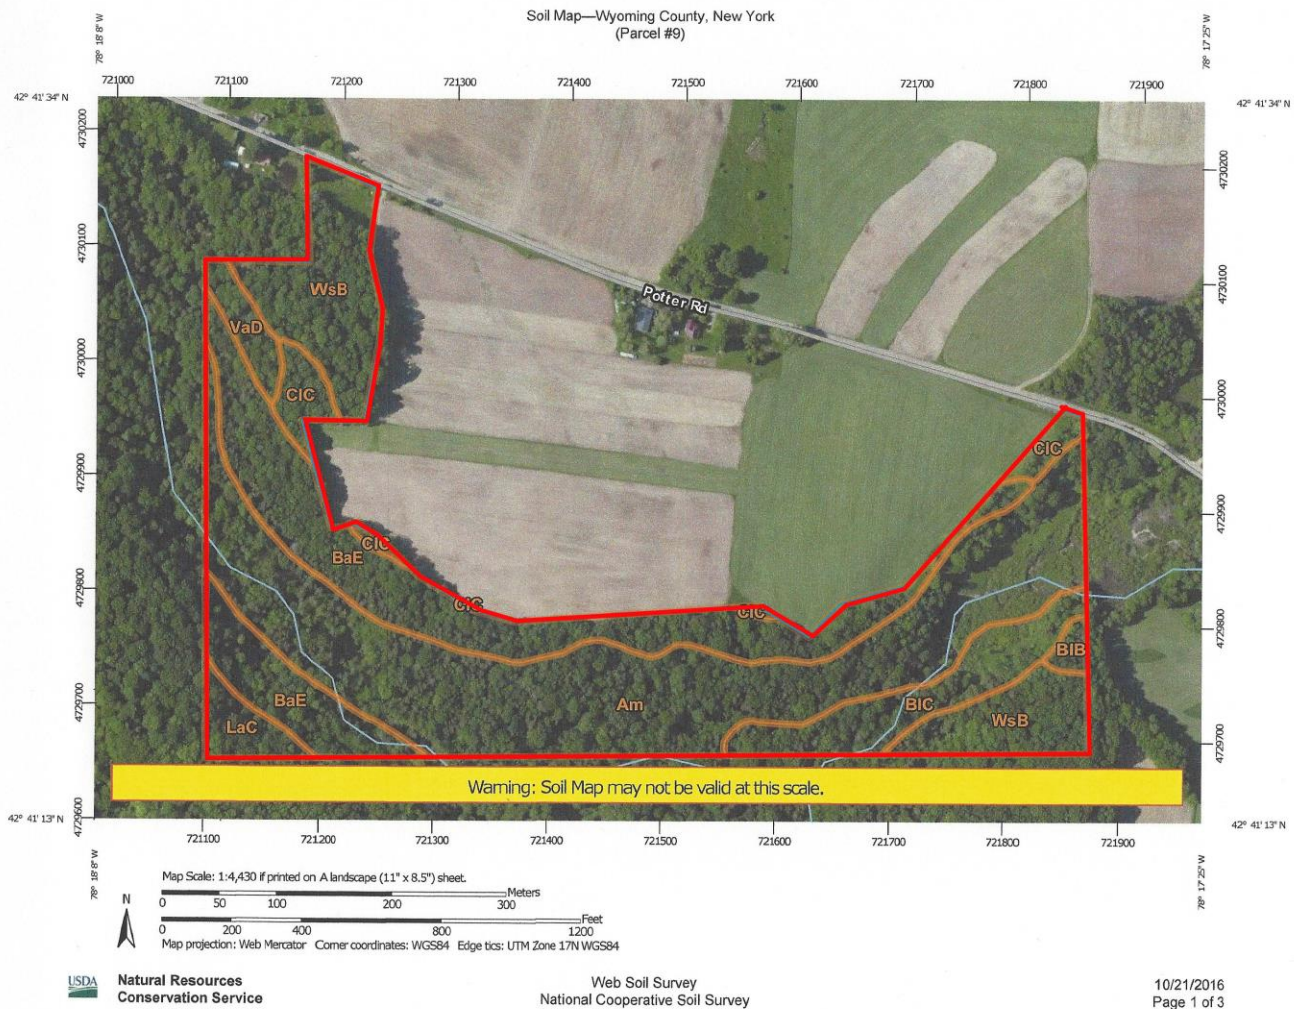 Soil Map—Wyoming County, New York
(Parcel #9)
78° 18' 8" W
78° 17' 25" W
721000
721100
721200
721300
721400
721500
721600
721700
721800
721900
42° 41' 34" N
42° 41' 34" N
4730200
4730200
4730100
4730100
4730000
4730000
4729900
4729900
4729800
4729800
4729700
4729700
4729600
WsB
Potter Rd
VaD
ClC
ClC
ClC
BaE
ClC
ClC
BIB
BaE
Am
BIC
LaC
WsB
Warning: Soil Map may not be valid at this scale.
42° 41' 13" N
42° 41' 13" N
721100
721200
721300
721400
721500
721600
721700
721800
721900
78° 18' 8" W
78° 17' 25" W
Map Scale: 1:4,430 if printed on A landscape (11" x 8.5") sheet.
N
Meters
0 50 100 200 300
Feet
0 200 400 800 1200
Map projection: Web Mercator Corner coordinates: WGS84 Edge tics: UTM Zone 17N WGS84
USDA
Natural Resources
Conservation Service
Web Soil Survey
National Cooperative Soil Survey
10/21/2016
Page 1 of 3